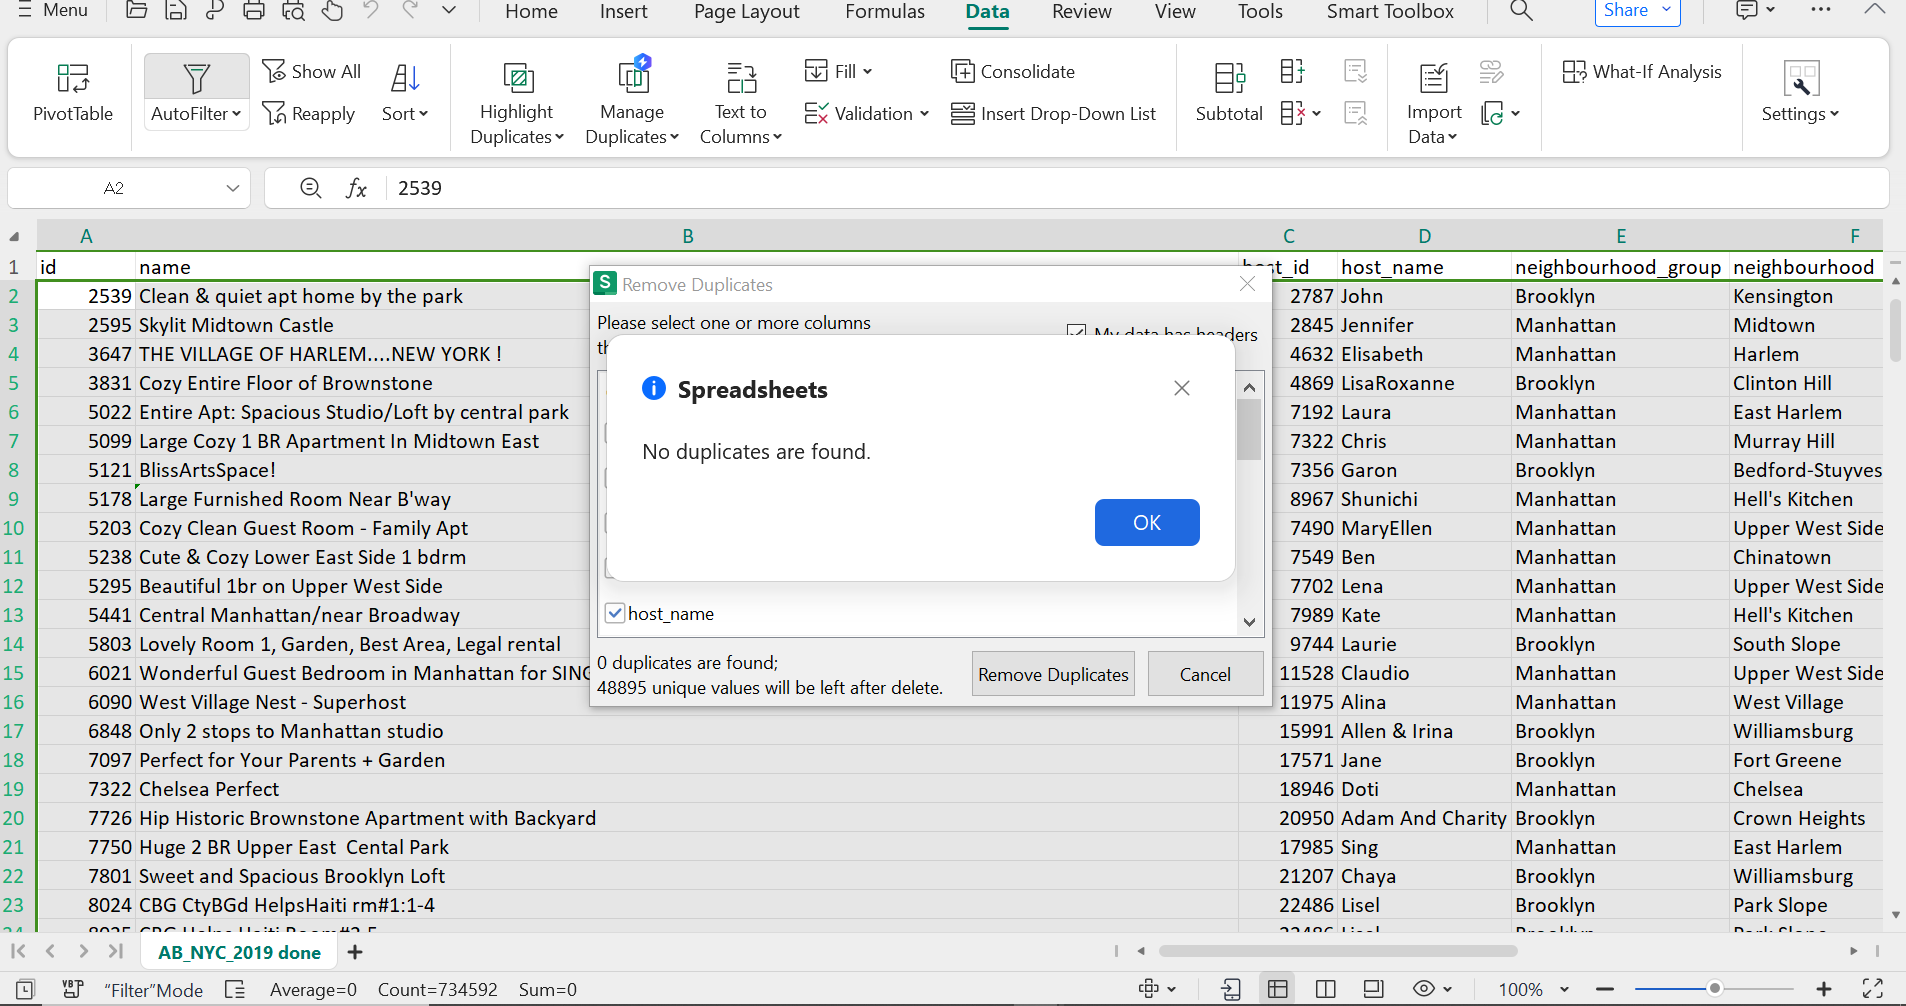 Menu
Home Insert Page Layout Formulas Data Review View Tools Smart Toolbox Share
PivotTable AutoFilter Show All Reapply Sort Highlight Duplicates Manage Duplicates Text to Columns Fill Validation Consolidate Insert Drop-Down List Subtotal Import Data What-If Analysis Settings
A2 fx 2539
A B C D E F
1 id name host_id host_name neighbourhood_group neighbourhood
2 2539 Clean & quiet apt home by the park 2787 John Brooklyn Kensington
3 2595 Skylit Midtown Castle 2845 Jennifer Manhattan Midtown
4 3647 THE VILLAGE OF HARLEM....NEW YORK ! 4632 Elisabeth Manhattan Harlem
5 3831 Cozy Entire Floor of Brownstone 4869 LisaRoxanne Brooklyn Clinton Hill
6 5022 Entire Apt: Spacious Studio/Loft by central park 7192 Laura Manhattan East Harlem
7 5099 Large Cozy 1 BR Apartment In Midtown East 7322 Chris Manhattan Murray Hill
8 5121 BlissArtsSpace! 7356 Garon Brooklyn Bedford-Stuyves
9 5178 Large Furnished Room Near B'way 8967 Shunichi Manhattan Hell's Kitchen
10 5203 Cozy Clean Guest Room - Family Apt 7490 MaryEllen Manhattan Upper West Side
11 5238 Cute & Cozy Lower East Side 1 bdrm 7549 Ben Manhattan Chinatown
12 5295 Beautiful 1br on Upper West Side 7702 Lena Manhattan Upper West Side
13 5441 Central Manhattan/near Broadway 7989 Kate Manhattan Hell's Kitchen
14 5803 Lovely Room 1, Garden, Best Area, Legal rental 9744 Laurie Brooklyn South Slope
15 6021 Wonderful Guest Bedroom in Manhattan for SING 11528 Claudio Manhattan Upper West Side
16 6090 West Village Nest - Superhost 11975 Alina Manhattan West Village
17 6848 Only 2 stops to Manhattan studio 15991 Allen & Irina Brooklyn Williamsburg
18 7097 Perfect for Your Parents + Garden 17571 Jane Brooklyn Fort Greene
19 7322 Chelsea Perfect 18946 Doti Manhattan Chelsea
20 7726 Hip Historic Brownstone Apartment with Backyard 20950 Adam And Charity Brooklyn Crown Heights
21 7750 Huge 2 BR Upper East  Cental Park 17985 Sing Manhattan East Harlem
22 7801 Sweet and Spacious Brooklyn Loft 21207 Chaya Brooklyn Williamsburg
23 8024 CBG CtyBGd HelpsHaiti rm#1:1-4 22486 Lisel Brooklyn Park Slope
S Remove Duplicates
Please select one or more columns
My data has headers
Spreadsheets
No duplicates are found.
OK
host_name
0 duplicates are found;
48895 unique values will be left after delete.
Remove Duplicates Cancel
AB_NYC_2019 done
"Filter"Mode Average=0 Count=734592 Sum=0 100%